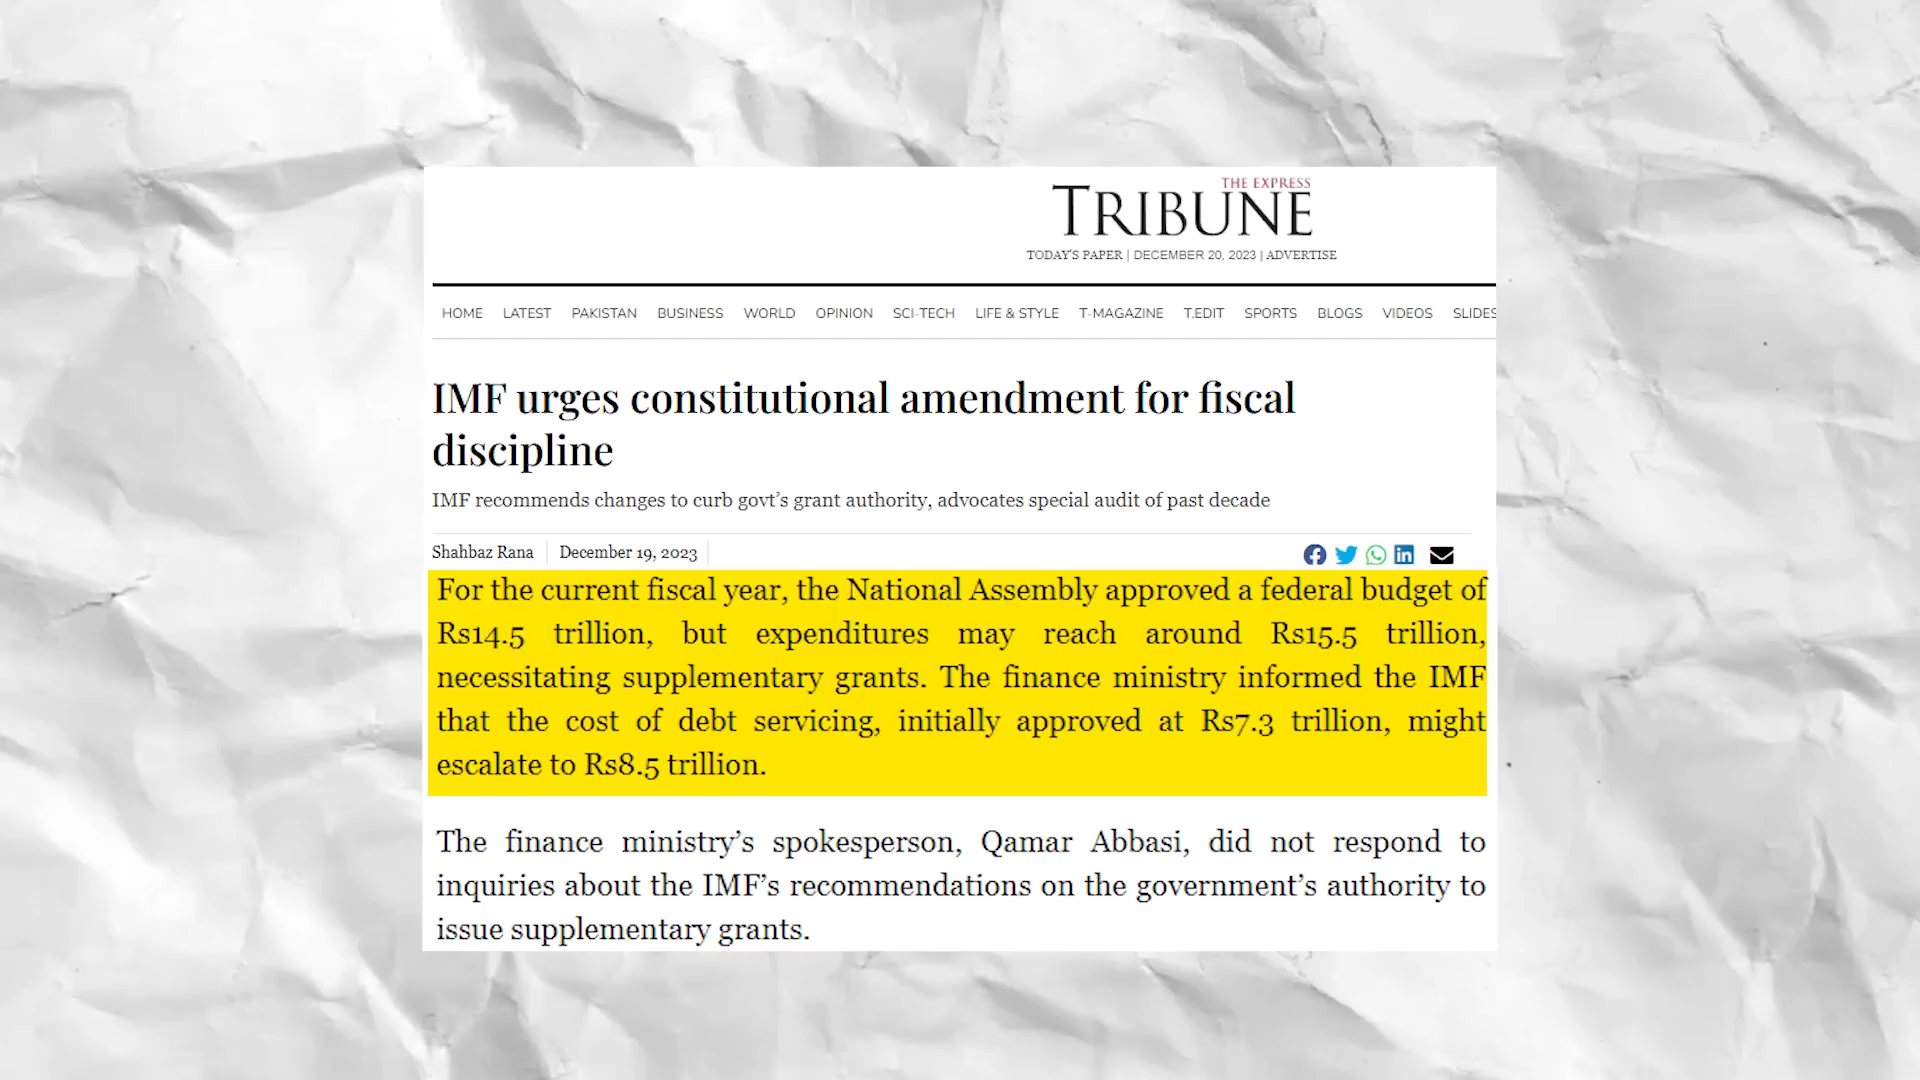 THE EXPRESS
TRIBUNE
TODAY'S PAPER | DECEMBER 20, 2023 | ADVERTISE
HOME LATEST PAKISTAN BUSINESS WORLD OPINION SCI-TECH LIFE & STYLE T-MAGAZINE T.EDIT SPORTS BLOGS VIDEOS SLIDES
IMF urges constitutional amendment for fiscal
discipline
IMF recommends changes to curb govt’s grant authority, advocates special audit of past decade
Shahbaz Rana December 19, 2023
For the current fiscal year, the National Assembly approved a federal budget of
Rs14.5 trillion, but expenditures may reach around Rs15.5 trillion,
necessitating supplementary grants. The finance ministry informed the IMF
that the cost of debt servicing, initially approved at Rs7.3 trillion, might
escalate to Rs8.5 trillion.
The finance ministry’s spokesperson, Qamar Abbasi, did not respond to
inquiries about the IMF’s recommendations on the government’s authority to
issue supplementary grants.